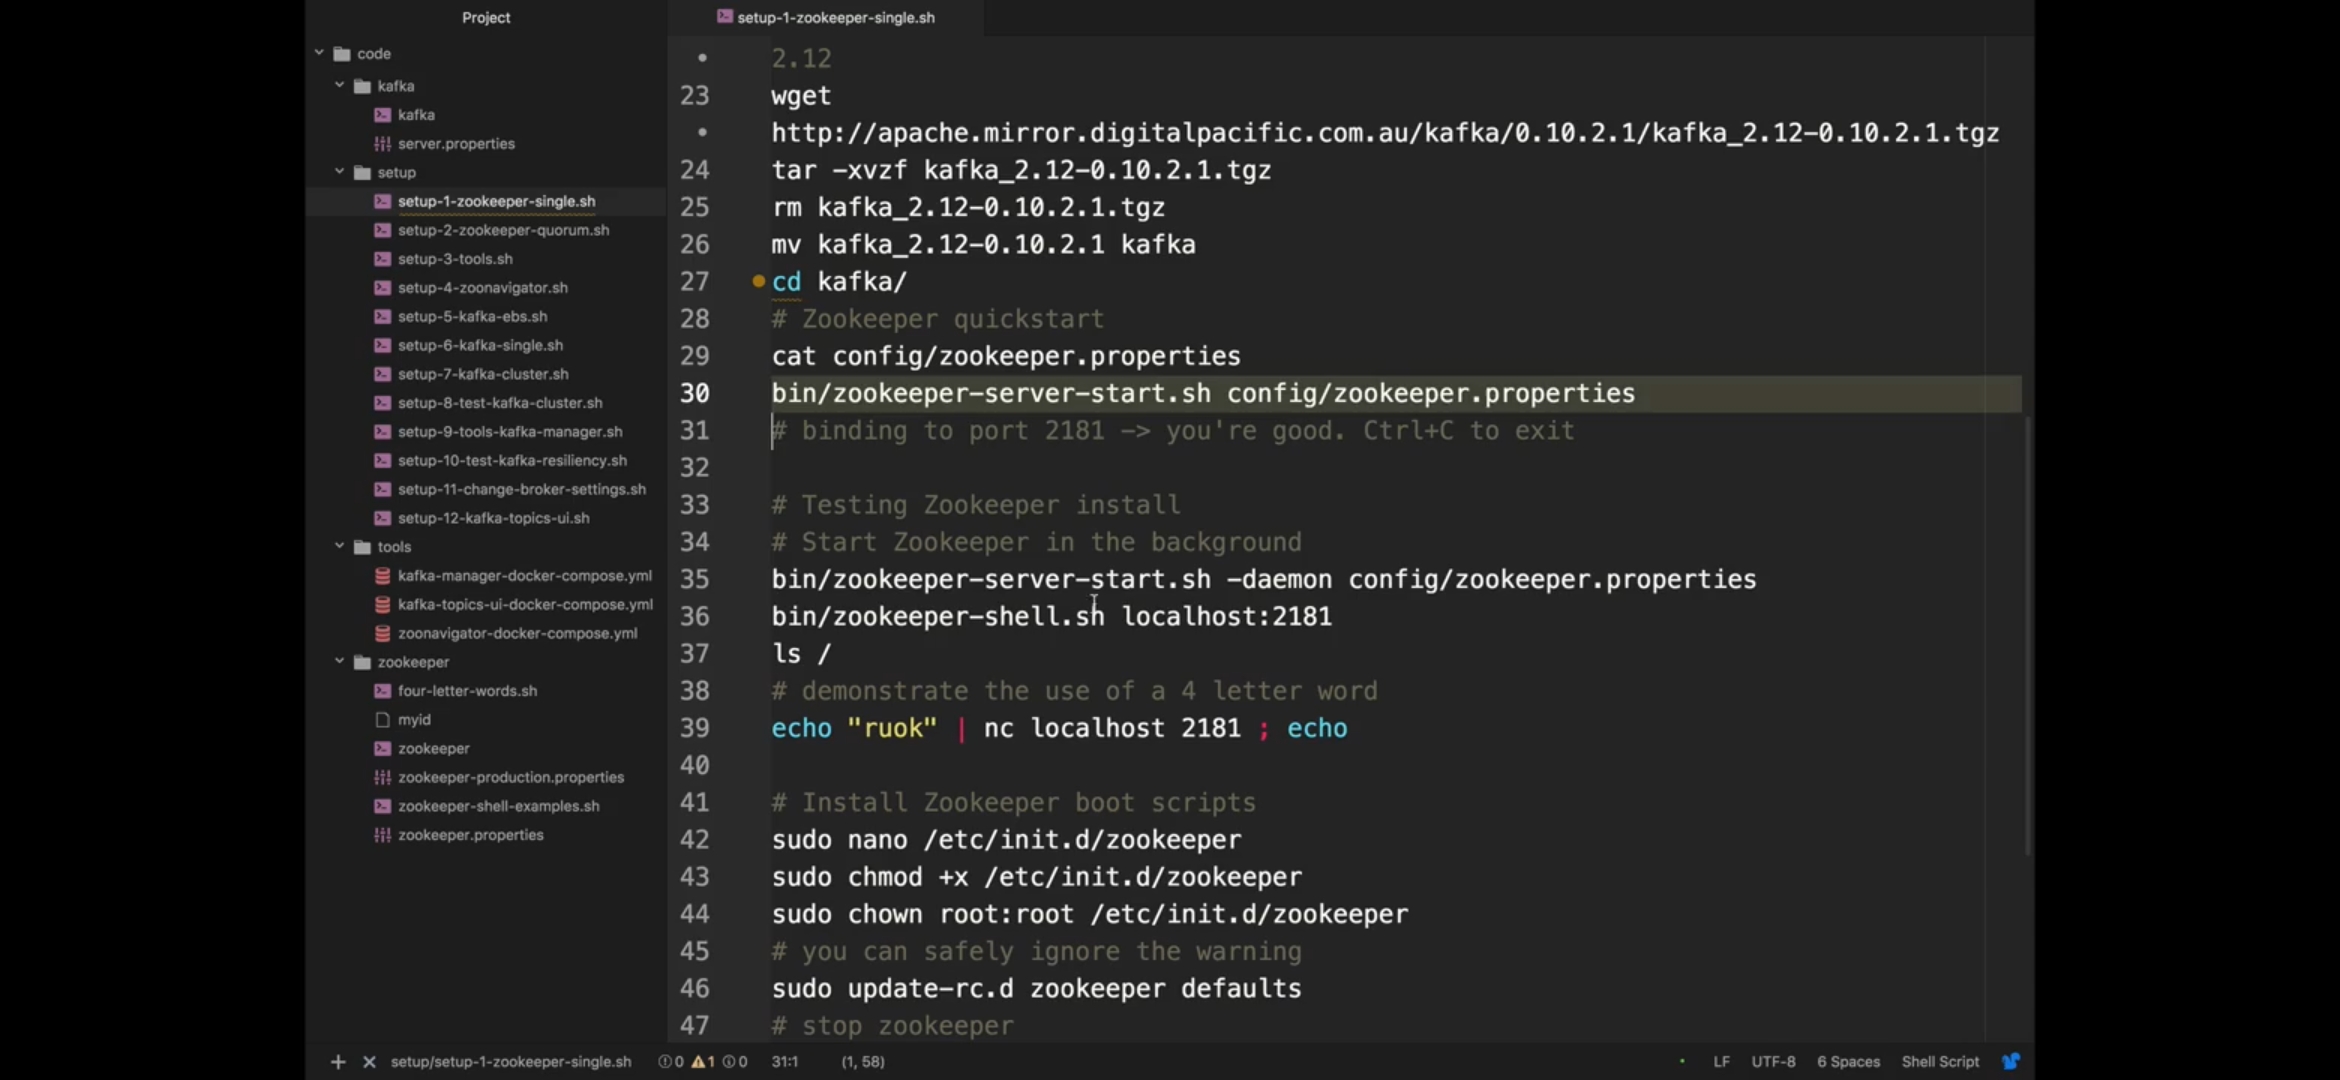 Project
code
kafka
kafka
server.properties
setup
setup-1-zookeeper-single.sh
setup-2-zookeeper-quorum.sh
setup-3-tools.sh
setup-4-zoonavigator.sh
setup-5-kafka-ebs.sh
setup-6-kafka-single.sh
setup-7-kafka-cluster.sh
setup-8-test-kafka-cluster.sh
setup-9-tools-kafka-manager.sh
setup-10-test-kafka-resiliency.sh
setup-11-change-broker-settings.sh
setup-12-kafka-topics-ui.sh
tools
kafka-manager-docker-compose.yml
kafka-topics-ui-docker-compose.yml
zoonavigator-docker-compose.yml
zookeeper
four-letter-words.sh
myid
zookeeper
zookeeper-production.properties
zookeeper-shell-examples.sh
zookeeper.properties
setup-1-zookeeper-single.sh
• 2.12
23 wget
• http://apache.mirror.digitalpacific.com.au/kafka/0.10.2.1/kafka_2.12-0.10.2.1.tgz
24 tar -xvzf kafka_2.12-0.10.2.1.tgz
25 rm kafka_2.12-0.10.2.1.tgz
26 mv kafka_2.12-0.10.2.1 kafka
27 cd kafka/
28 # Zookeeper quickstart
29 cat config/zookeeper.properties
30 bin/zookeeper-server-start.sh config/zookeeper.properties
31 # binding to port 2181 -> you're good. Ctrl+C to exit
32
33 # Testing Zookeeper install
34 # Start Zookeeper in the background
35 bin/zookeeper-server-start.sh -daemon config/zookeeper.properties
36 bin/zookeeper-shell.sh localhost:2181
37 ls /
38 # demonstrate the use of a 4 letter word
39 echo "ruok" | nc localhost 2181 ; echo
40
41 # Install Zookeeper boot scripts
42 sudo nano /etc/init.d/zookeeper
43 sudo chmod +x /etc/init.d/zookeeper
44 sudo chown root:root /etc/init.d/zookeeper
45 # you can safely ignore the warning
46 sudo update-rc.d zookeeper defaults
47 # stop zookeeper
setup/setup-1-zookeeper-single.sh 0 1 0 31:1 (1, 58) LF UTF-8 6 Spaces Shell Script